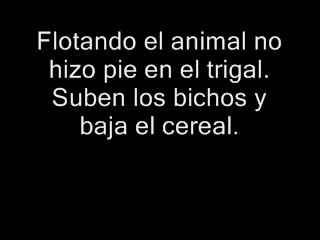 Flotando el animal no
hizo pie en el trigal.
Suben los bichos y
baja el cereal.